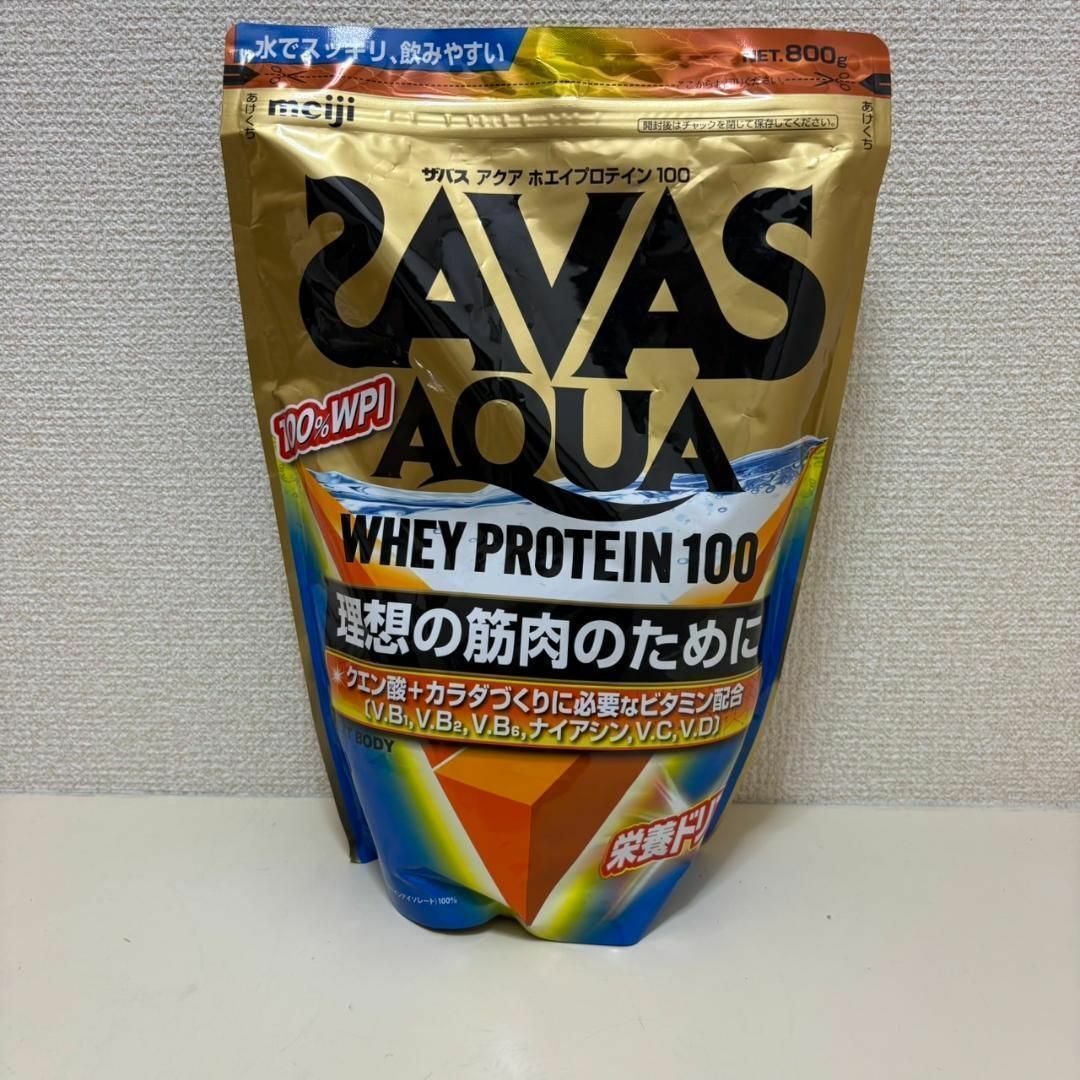 水でスッキリ、飲みやすい
NET.800g
あけくち
あけくち
meiji
開封後はチャックを閉じて保存してください。
ザバス アクア ホエイプロテイン100
SAVAS
AQUA
100%WPI
WHEY PROTEIN 100
理想の筋肉のために
クエン酸+カラダづくりに必要なビタミン配合
(V.B1,V.B2,V.B6,ナイアシン,V.C,V.D)
BODY
栄養ド
100%